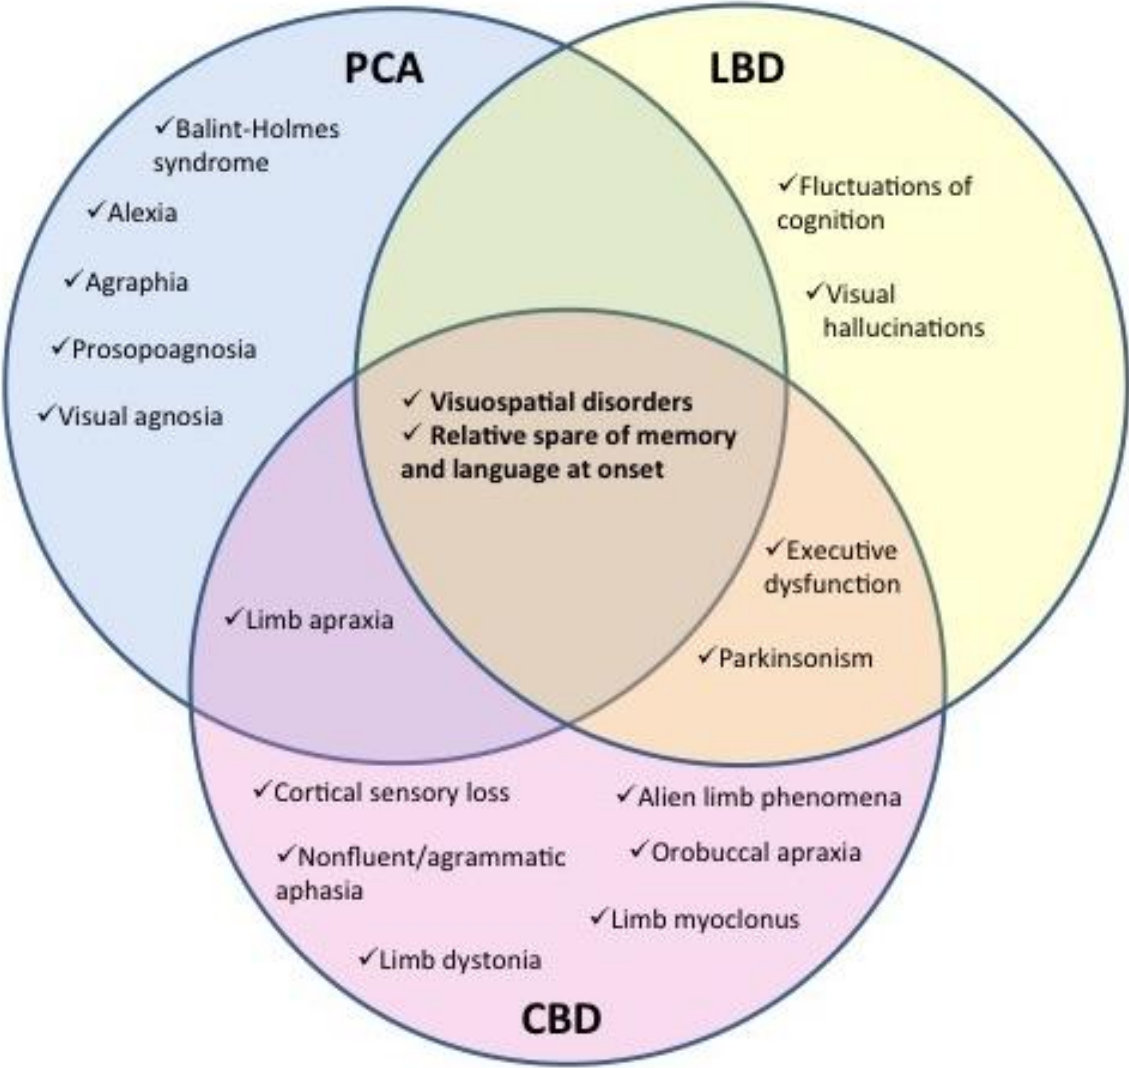 PCA
LBD
✓Balint-Holmes
syndrome
✓Alexia
✓Agraphia
✓Prosopoagnosia
✓Visual agnosia
✓Fluctuations of
cognition
✓Visual
hallucinations
✓ Visuospatial disorders
✓ Relative spare of memory
and language at onset
✓Executive
dysfunction
✓Limb apraxia
✓Parkinsonism
✓Cortical sensory loss
✓Alien limb phenomena
✓Nonfluent/agrammatic
aphasia
✓Orobuccal apraxia
✓Limb myoclonus
✓Limb dystonia
CBD